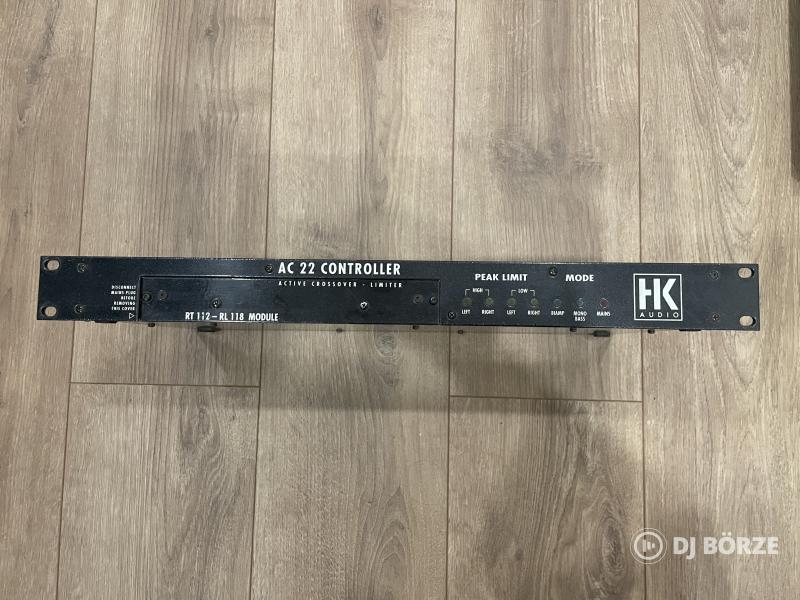 AC 22 CONTROLLER
ACTIVE CROSSOVER - LIMITER
DISCONNECT
MAINS PLUG
BEFORE
REMOVING
THIS COVER
RT 112 – RL 118 MODULE
PEAK LIMIT
MODE
HIGH
LOW
LEFT RIGHT LEFT RIGHT BIAMP MONO BASS MAINS
HK
AUDIO
DJ BÖRZE